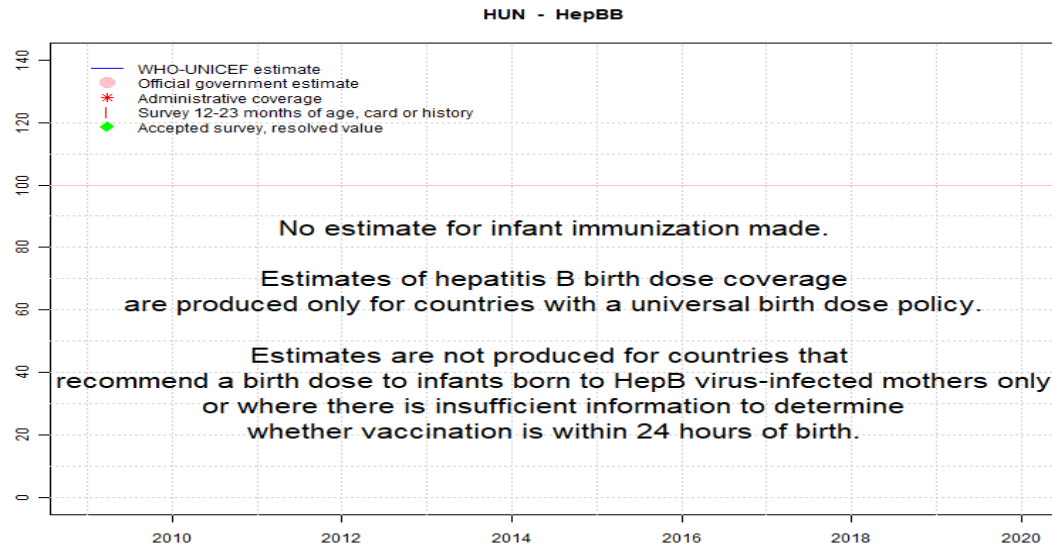 HUN - HepBB
140
120
100
80
60
40
20
0
WHO-UNICEF estimate
Official government estimate
Administrative coverage
Survey 12-23 months of age, card or history
Accepted survey, resolved value
No estimate for infant immunization made.
Estimates of hepatitis B birth dose coverage
are produced only for countries with a universal birth dose policy.
Estimates are not produced for countries that
recommend a birth dose to infants born to HepB virus-infected mothers only
or where there is insufficient information to determine
whether vaccination is within 24 hours of birth.
2010 2012 2014 2016 2018 2020